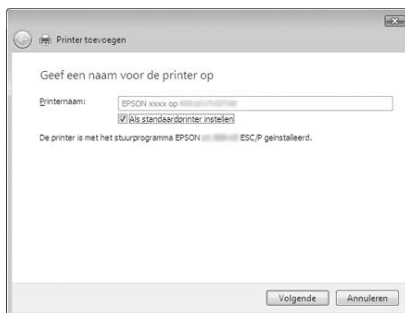 Printer toevoegen
Geef een naam voor de printer op
Printernaam: EPSON xxxx op
Als standaardprinter instellen
De printer is met het stuurprogramma EPSON ESC/P geïnstalleerd.
Volgende Annuleren